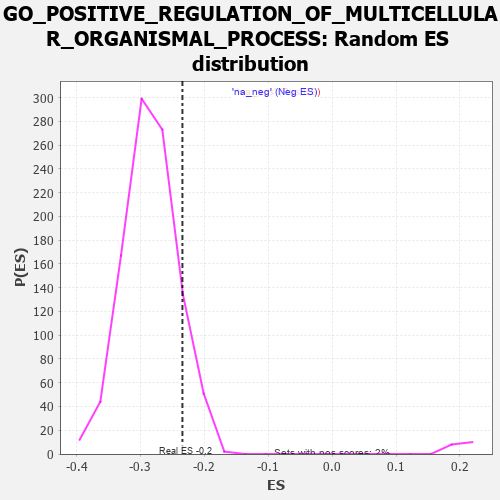 GO_POSITIVE_REGULATION_OF_MULTICELLULA
R_ORGANISMAL_PROCESS: Random ES
distribution
'na_neg' (Neg ES))
300
280
260
240
220
200
180
160
140
120
100
80
60
40
20
0
P(ES)
Real ES -0.2
Sets with pos scores: 2%
-0.4 -0.3 -0.2 -0.1 0.0 0.1 0.2
ES